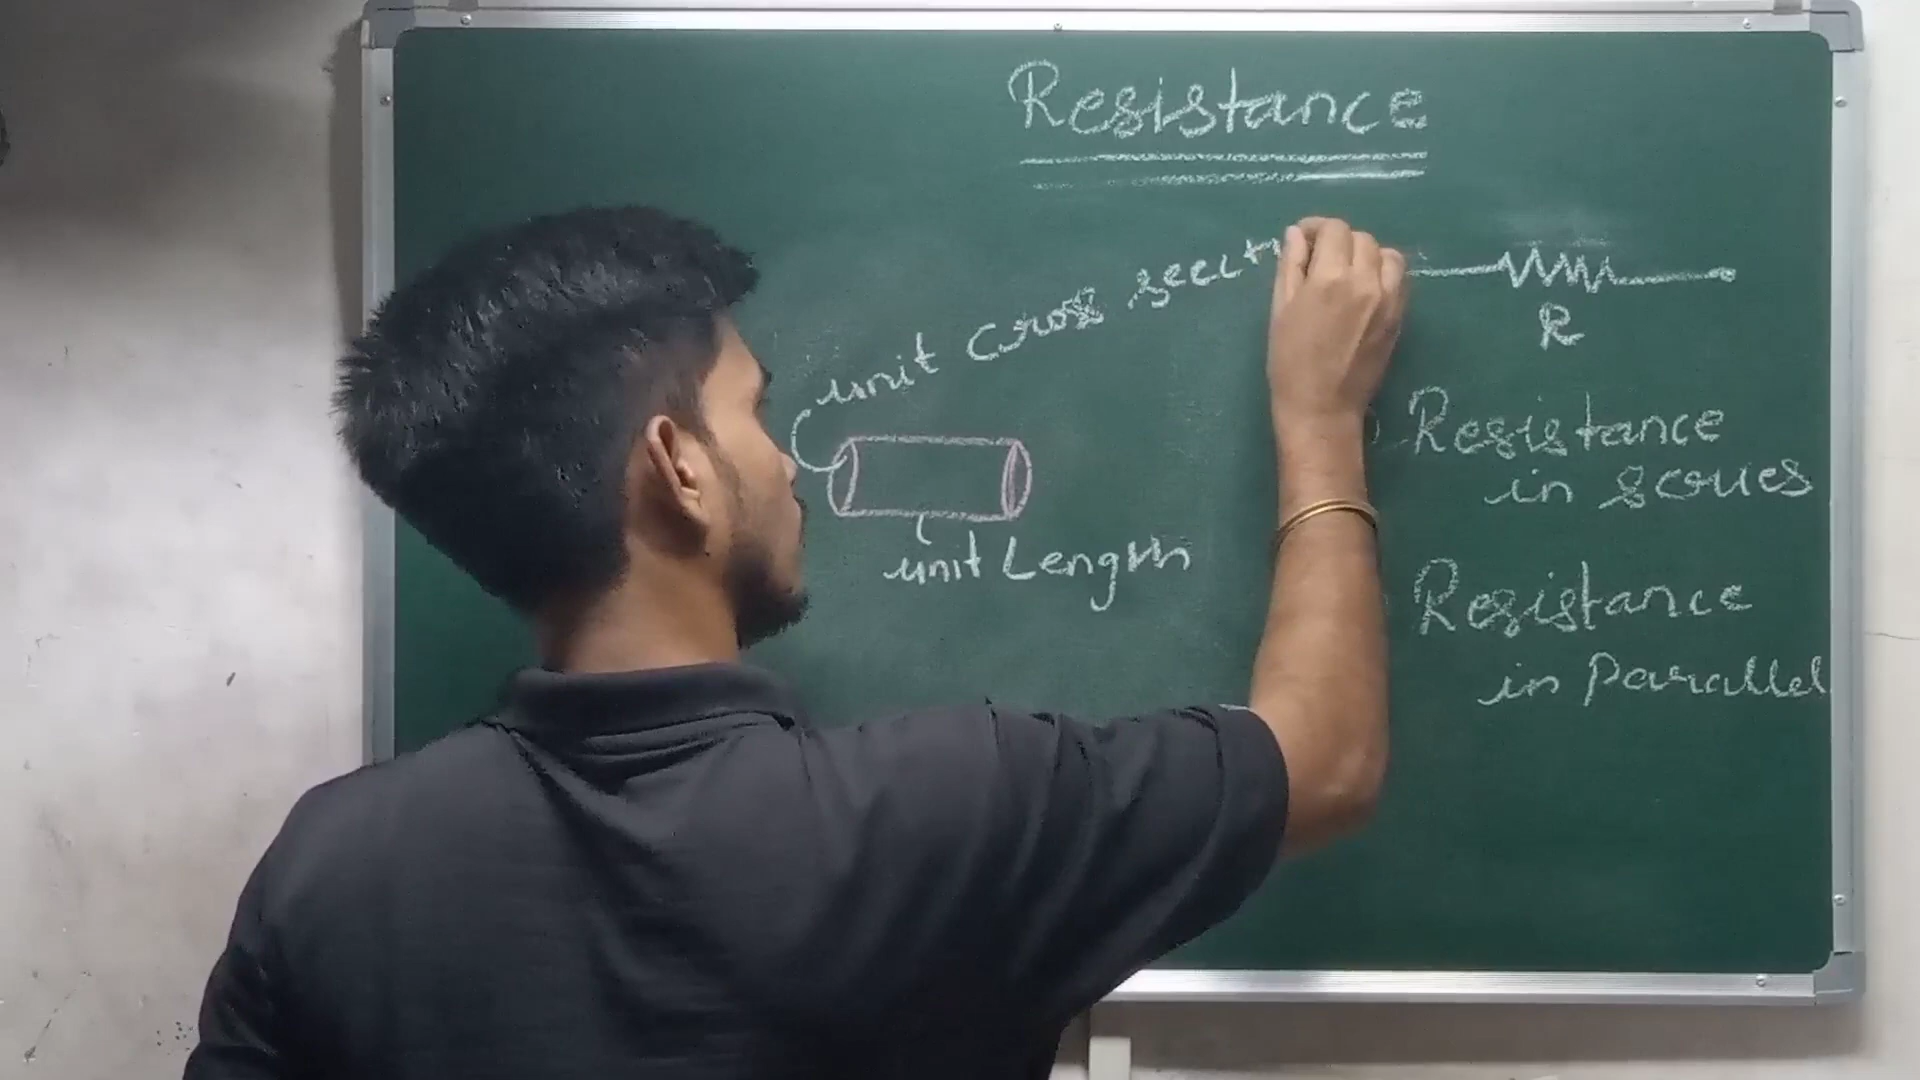 Resistance
unit cross secti
R
Resistance
in series
unit Length
Resistance
in Parallel